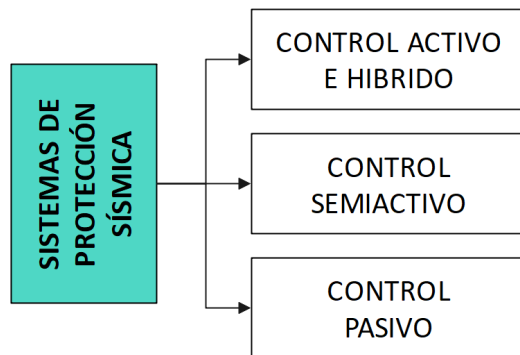 SISTEMAS DE
PROTECCIÓN
SÍSMICA
CONTROL ACTIVO
E HIBRIDO
CONTROL
SEMIACTIVO
CONTROL
PASIVO